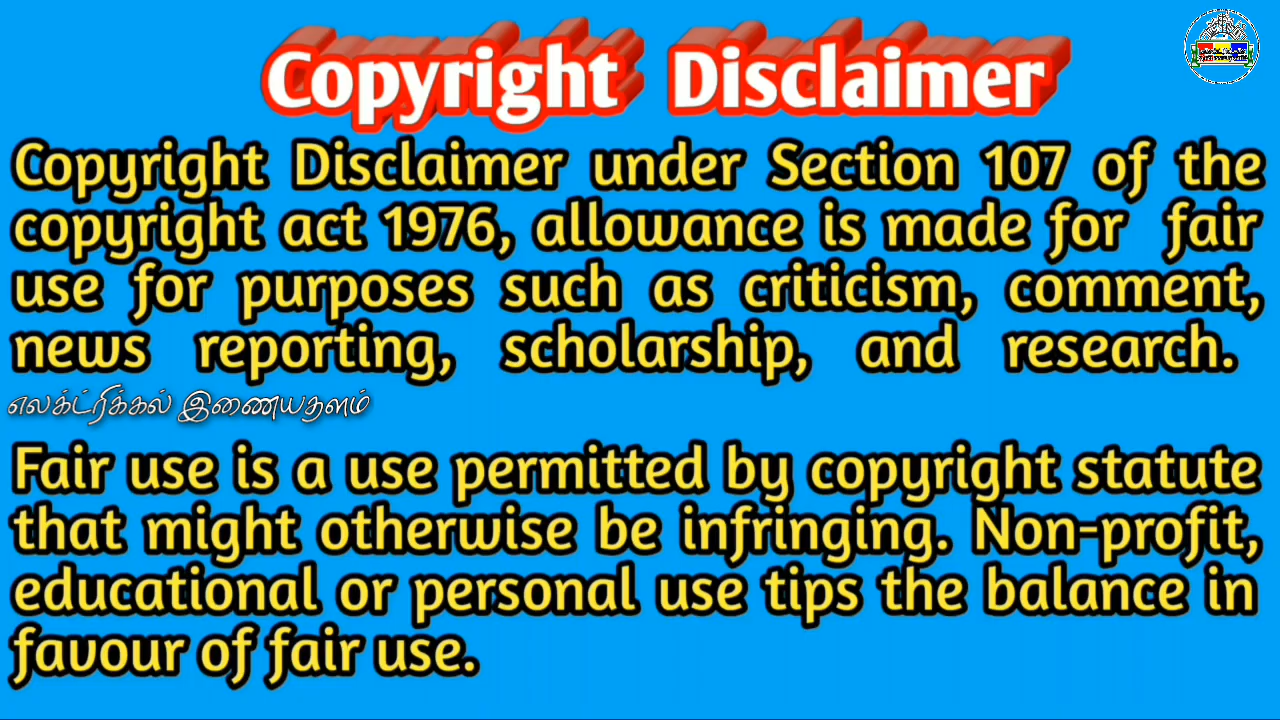 Copyright Disclaimer
Copyright Disclaimer under Section 107 of the
copyright act 1976, allowance is made for fair
use for purposes such as criticism, comment,
news reporting, scholarship, and research.
எலக்ட்ரிக்கல் இணையதளம்
Fair use is a use permitted by copyright statute
that might otherwise be infringing. Non-profit,
educational or personal use tips the balance in
favour of fair use.